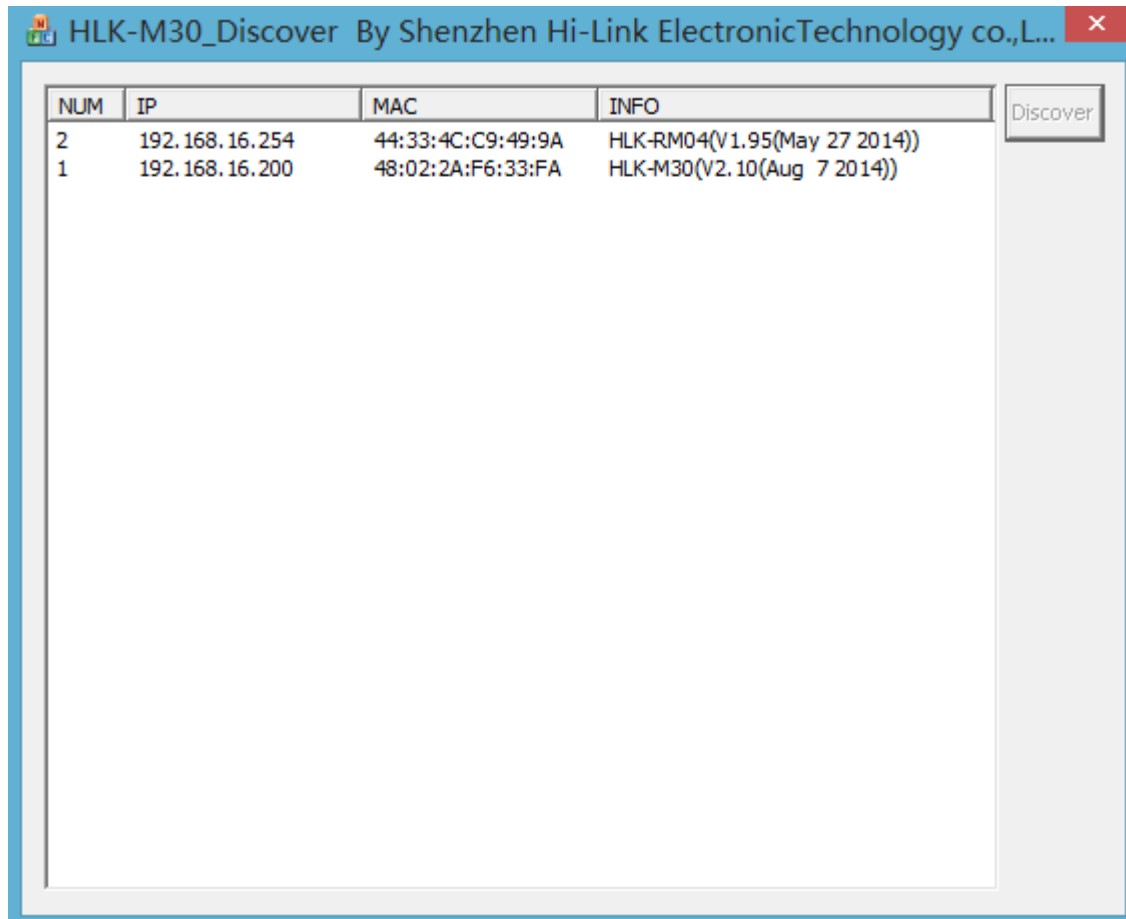 HLK-M30_Discover By Shenzhen Hi-Link ElectronicTechnology co.,L...
NUM IP MAC INFO Discover
2 192.168.16.254 44:33:4C:C9:49:9A HLK-RM04(V1.95(May 27 2014))
1 192.168.16.200 48:02:2A:F6:33:FA HLK-M30(V2.10(Aug  7 2014))